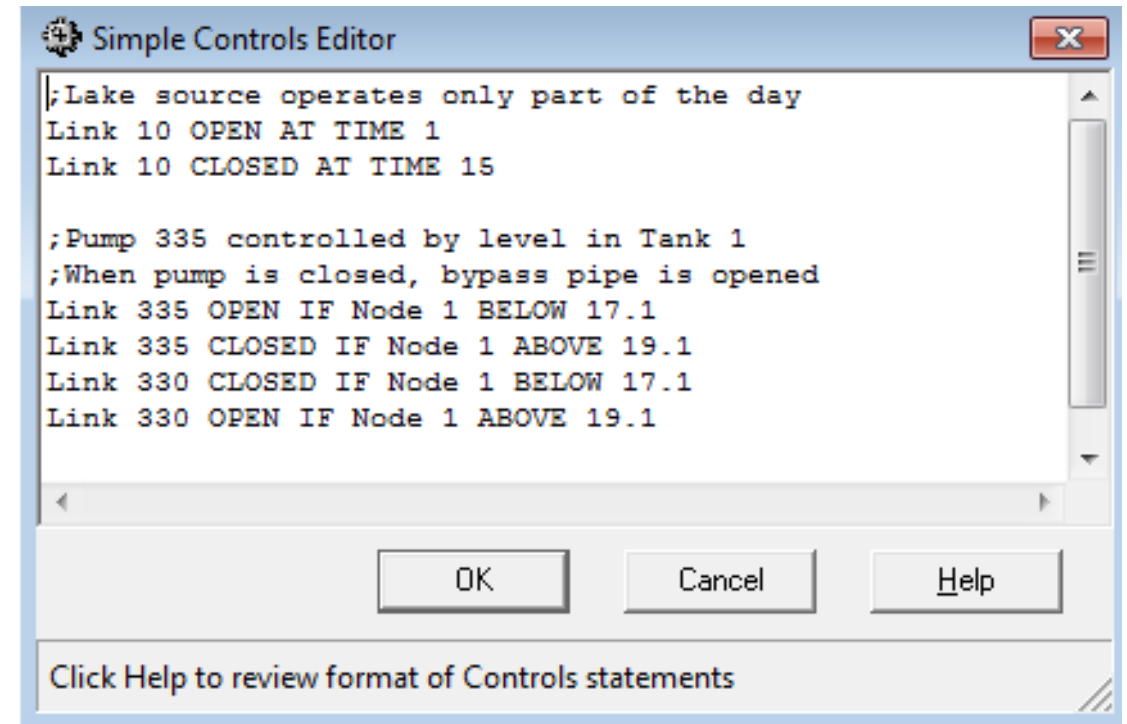 Simple Controls Editor
;Lake source operates only part of the day
Link 10 OPEN AT TIME 1
Link 10 CLOSED AT TIME 15
;Pump 335 controlled by level in Tank 1
;When pump is closed, bypass pipe is opened
Link 335 OPEN IF Node 1 BELOW 17.1
Link 335 CLOSED IF Node 1 ABOVE 19.1
Link 330 CLOSED IF Node 1 BELOW 17.1
Link 330 OPEN IF Node 1 ABOVE 19.1
OK Cancel Help
Click Help to review format of Controls statements